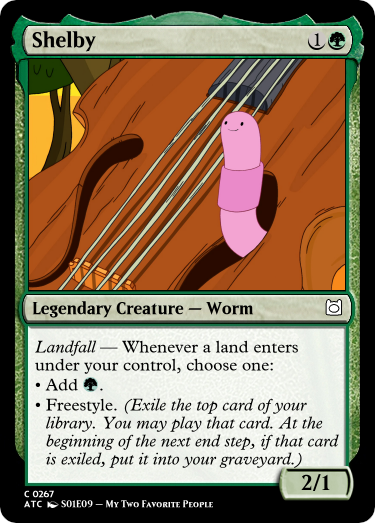 Shelby 1
Legendary Creature — Worm
Landfall — Whenever a land enters
under your control, choose one:
• Add .
• Freestyle. (Exile the top card of your
library. You may play that card. At the
beginning of the next end step, if that card
is exiled, put it into your graveyard.)
2/1
C 0267
ATC S01E09 – My Two Favorite People